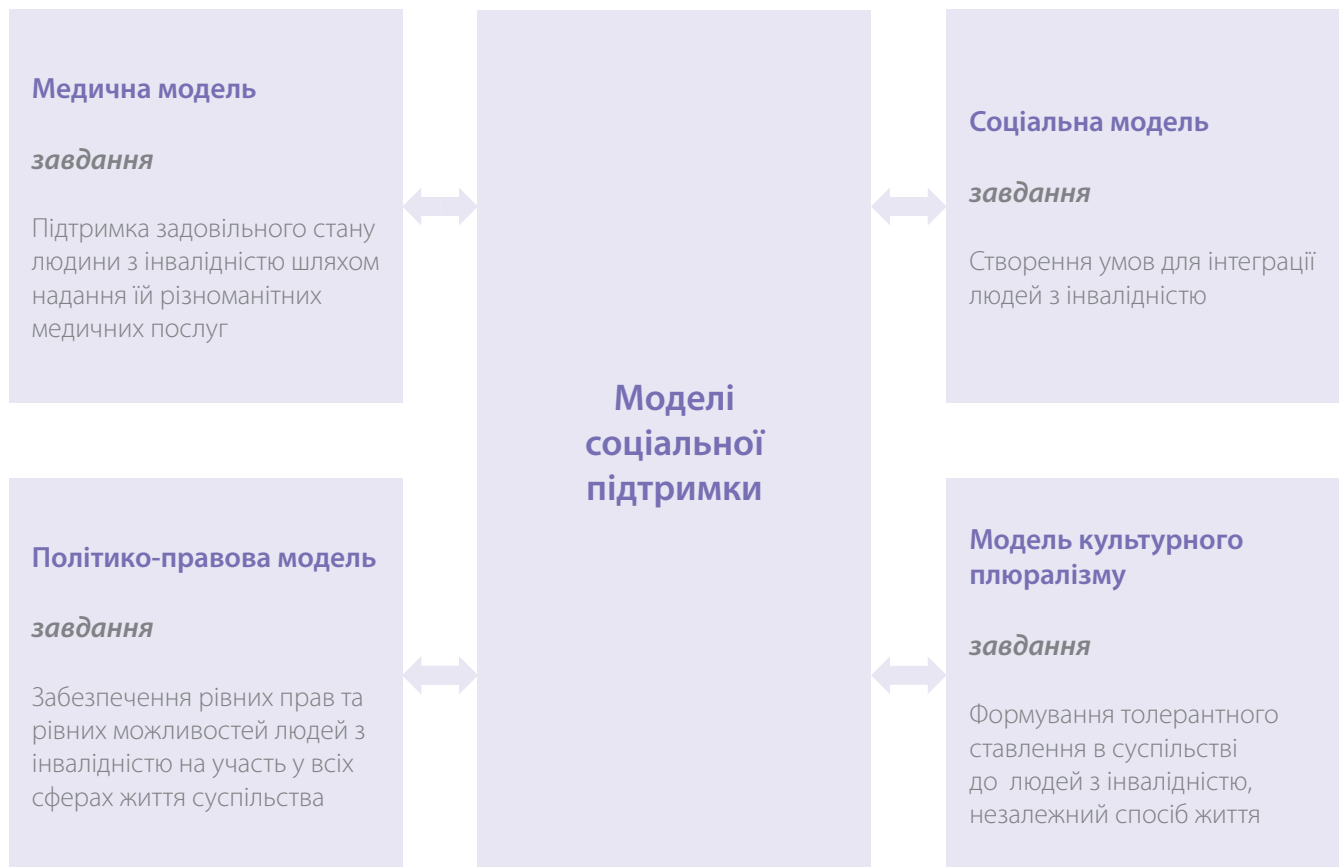 Медична модель
завдання
Підтримка задовільного стану
людини з інвалідністю шляхом
надання їй різноманітних
медичних послуг
Політико-правова модель
завдання
Забезпечення рівних прав та
рівних можливостей людей з
інвалідністю на участь у всіх
сферах життя суспільства
Моделі
соціальної
підтримки
Соціальна модель
завдання
Створення умов для інтеграції
людей з інвалідністю
Модель культурного
плюралізму
завдання
Формування толерантного
ставлення в суспільстві
до людей з інвалідністю,
незалежний спосіб життя